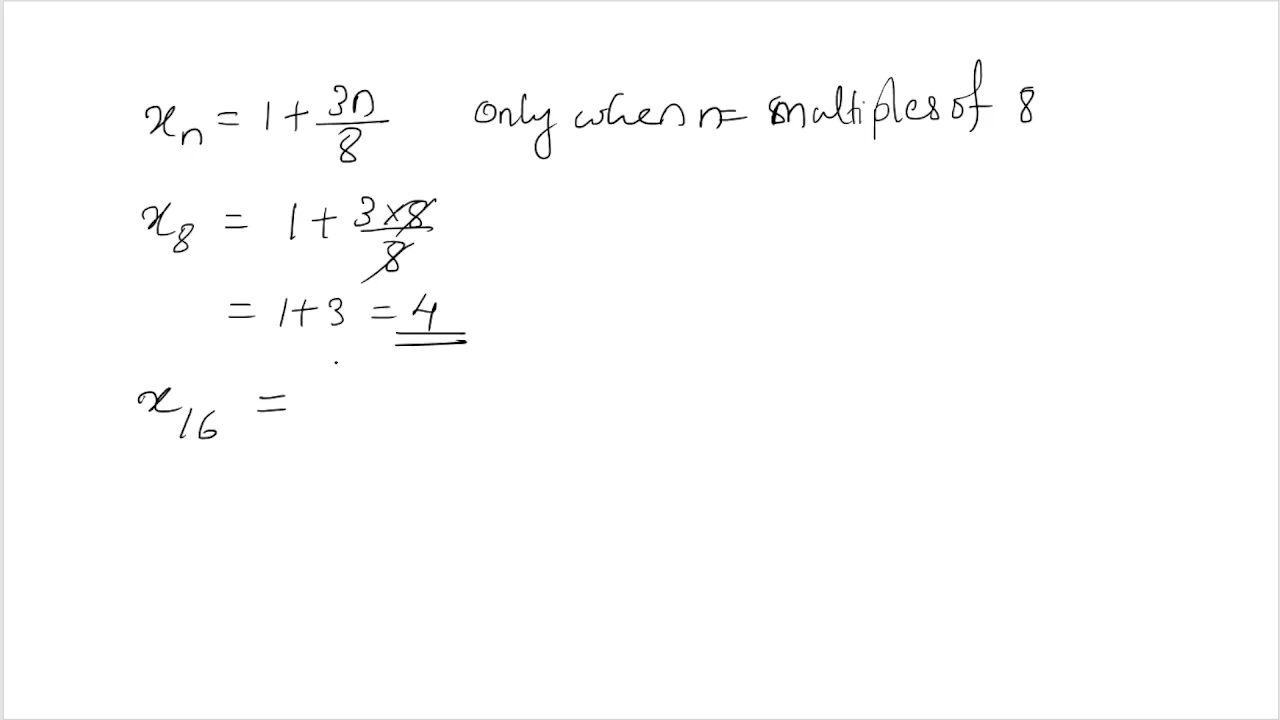 x_n = 1 + 3n/8 only when n = multiples of 8
x_8 = 1 + 3×8/8
= 1+3 = 4
x_16 =